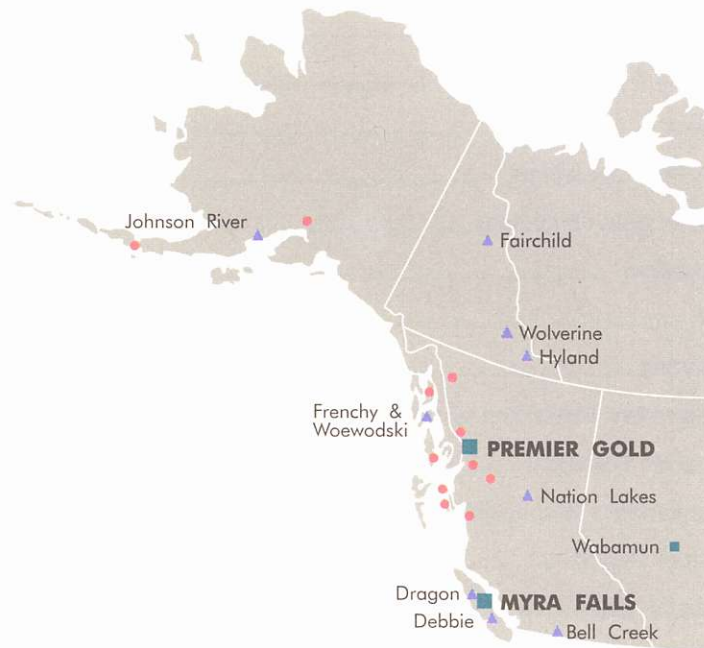 Johnson River
Fairchild
Wolverine
Hyland
Frenchy &
Woewodski
PREMIER GOLD
Nation Lakes
Wabamun
Dragon
MYRA FALLS
Debbie
Bell Creek